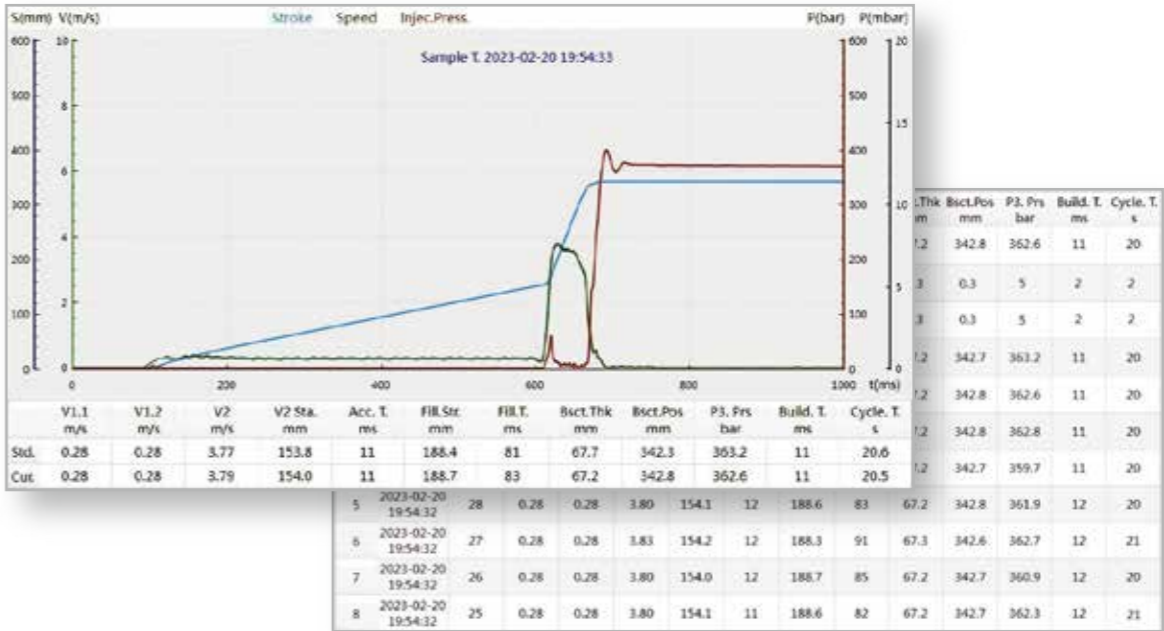 S(mm) V(m/s) Stroke Speed Injec.Press. P(bar) P(mbar)
600 10 600 20
Sample T. 2023-02-20 19:54:33
500 8 500 15
400 6 400
300 300 10
4
200 200
2 5
100 100
0 0 0 0
0 200 400 600 800 1000 t(ms)
V1.1 V1.2 V2 V2 Sta. Acc. T. Fill.Str. Fill.T. Bsct.Thk Bsct.Pos P3. Prs Build. T. Cycle. T.
m/s m/s m/s mm ms mm ms mm mm bar ms s
Std. 0.28 0.28 3.77 153.8 11 188.4 81 67.7 342.3 363.2 11 20.6
Cut 0.28 0.28 3.79 154.0 11 188.7 83 67.2 342.8 362.6 11 20.5
.Thk Bsct.Pos P3. Prs Build. T. Cycle. T.
mm bar ms s
7.2 342.8 362.6 11 20
3 0.3 5 2 2
3 0.3 5 2 2
7.2 342.7 363.2 11 20
7.2 342.8 362.6 11 20
7.2 342.8 362.8 11 20
7.2 342.7 359.7 11 20
5 2023-02-20 19:54:32 28 0.28 0.28 3.80 154.1 12 188.6 83 67.2 342.8 361.9 12 20
6 2023-02-20 19:54:32 27 0.28 0.28 3.83 154.2 12 188.3 91 67.3 342.6 362.7 12 21
7 2023-02-20 19:54:32 26 0.28 0.28 3.80 154.0 12 188.7 85 67.2 342.7 360.9 12 20
8 2023-02-20 19:54:32 25 0.28 0.28 3.80 154.1 11 188.6 82 67.2 342.7 362.3 12 21